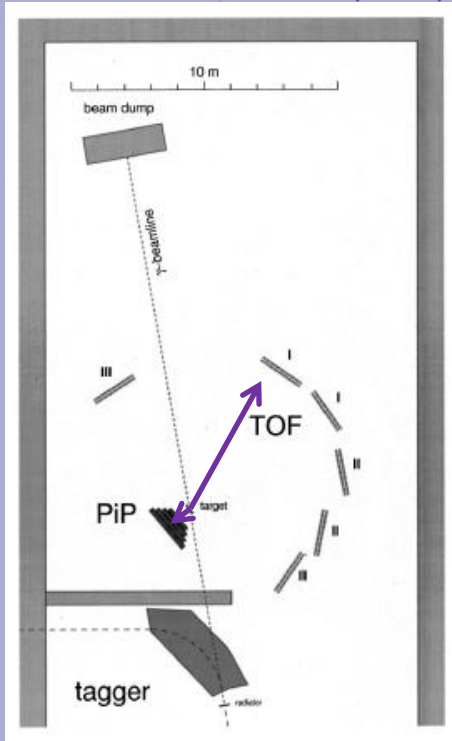 10 m
beam dump
γ-beamline
III
I
I
TOF
II
PiP
target
II
III
tagger
radiator